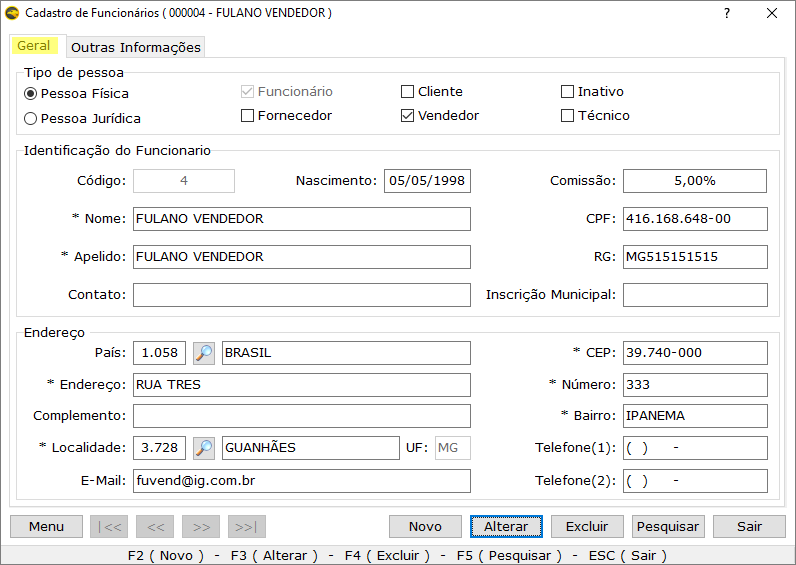 Cadastro de Funcionários ( 000004 - FULANO VENDEDOR )
?
Geral Outras Informações
Tipo de pessoa
Pessoa Física Funcionário Cliente Inativo
Pessoa Jurídica Fornecedor Vendedor Técnico
Identificação do Funcionario
Código: 4 Nascimento: 05/05/1998 Comissão: 5,00%
* Nome: FULANO VENDEDOR CPF: 416.168.648-00
* Apelido: FULANO VENDEDOR RG: MG515151515
Contato: Inscrição Municipal:
Endereço
País: 1.058 BRASIL * CEP: 39.740-000
* Endereço: RUA TRES * Número: 333
Complemento: * Bairro: IPANEMA
* Localidade: 3.728 GUANHÃES UF: MG Telefone(1): ( ) -
E-Mail: fuvend@ig.com.br Telefone(2): ( ) -
Menu |<< << >> >>| Novo Alterar Excluir Pesquisar Sair
F2 ( Novo ) - F3 ( Alterar ) - F4 ( Excluir ) - F5 ( Pesquisar ) - ESC ( Sair )